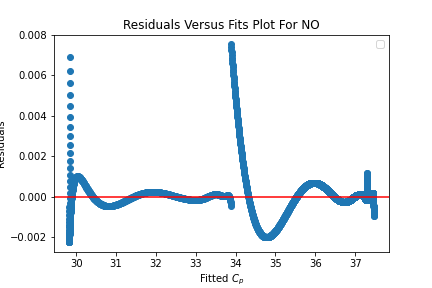 Residuals Versus Fits Plot For NO
0.008
0.006
0.004
0.002
0.000
−0.002
Residuals
30 31 32 33 34 35 36 37
Fitted $C_p$